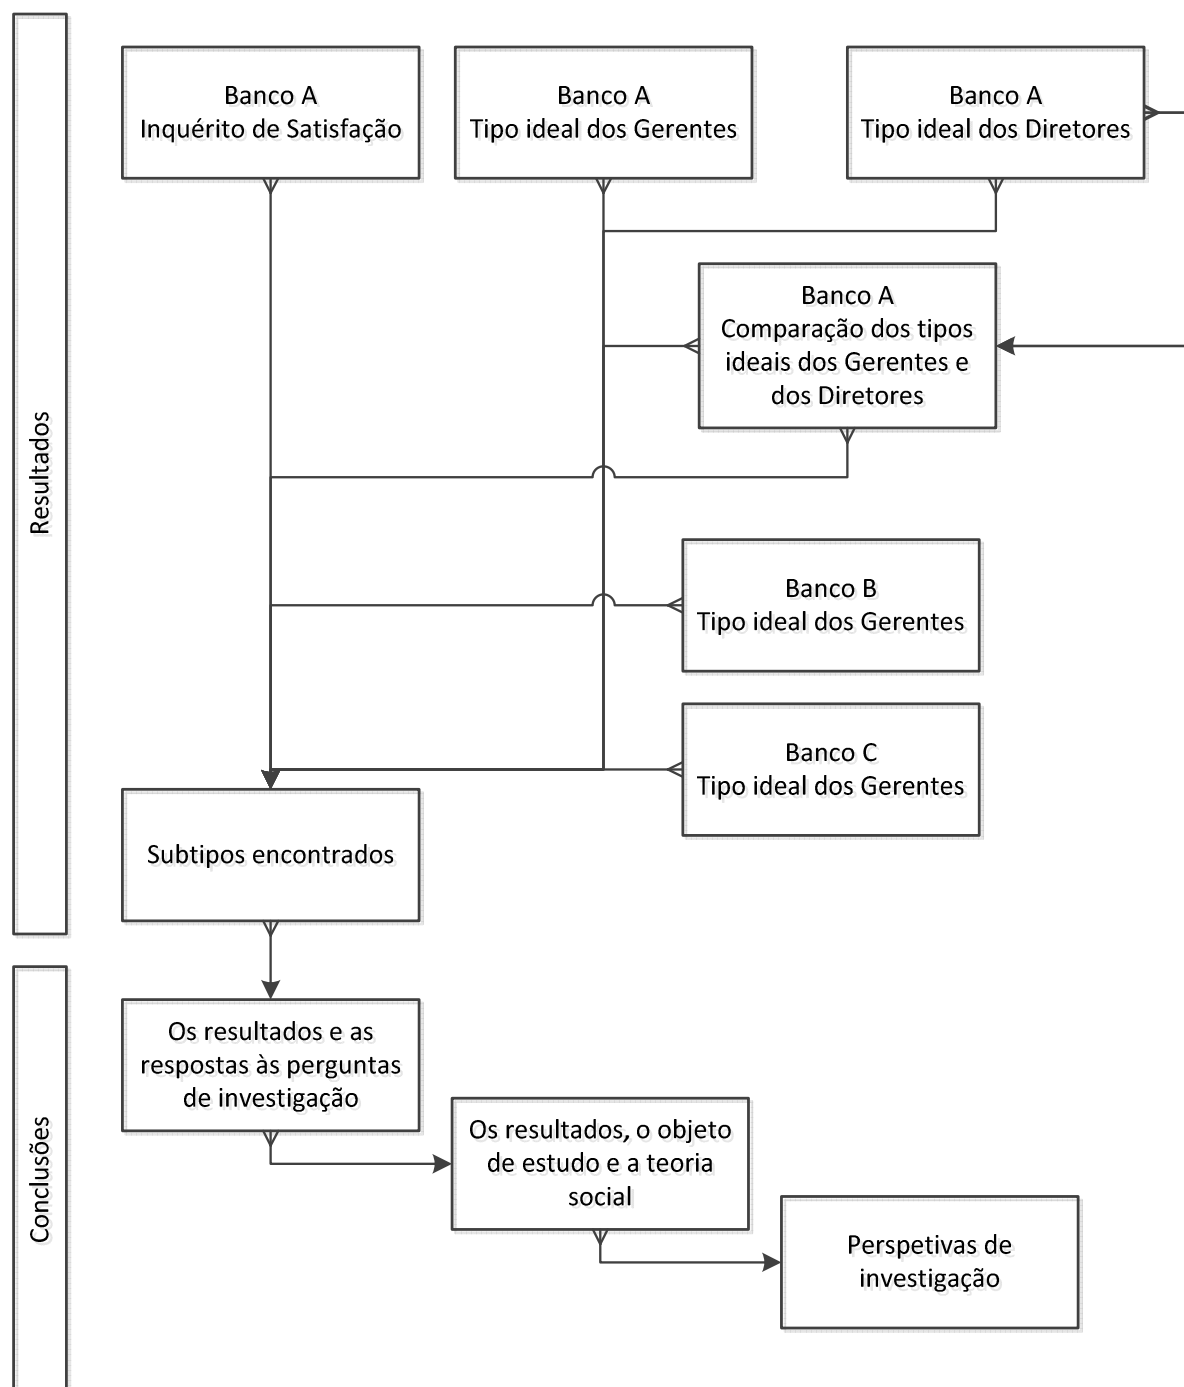 Resultados
Banco A
Inquérito de Satisfação
Banco A
Tipo ideal dos Gerentes
Banco A
Tipo ideal dos Diretores
Banco A
Comparação dos tipos
ideais dos Gerentes e
dos Diretores
Banco B
Tipo ideal dos Gerentes
Banco C
Tipo ideal dos Gerentes
Subtipos encontrados
Conclusões
Os resultados e as
respostas às perguntas
de investigação
Os resultados, o objeto
de estudo e a teoria
social
Perspetivas de
investigação